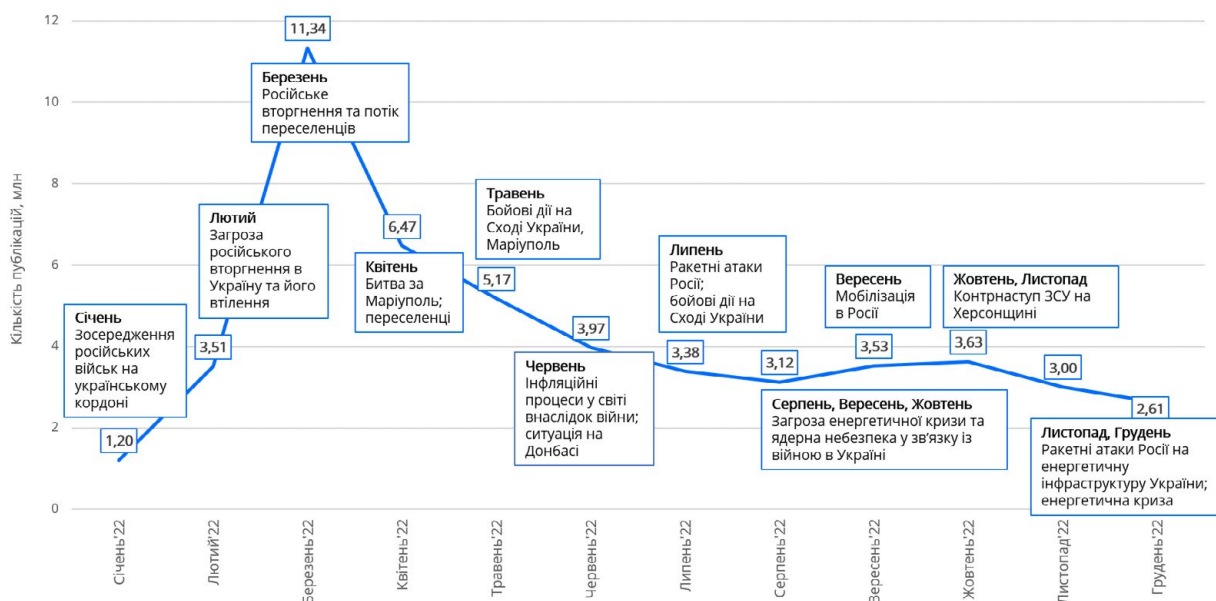 Кількість публікацій, млн
12
10
8
6
4
2
0
1,20
3,51
11,34
6,47
5,17
3,97
3,38
3,12
3,53
3,63
3,00
2,61
Січень
Зосередження
російських
військ на
українському
кордоні
Лютий
Загроза
російського
вторгнення в
Україну та його
втілення
Березень
Російське
вторгнення та потік
переселенців
Квітень
Битва за
Маріуполь;
переселенці
Травень
Бойові дії на
Сході України,
Маріуполь
Червень
Інфляційні
процеси у світі
внаслідок війни;
ситуація на
Донбасі
Липень
Ракетні атаки
Росії;
бойові дії на
Сході України
Серпень, Вересень, Жовтень
Загроза енергетичної кризи та
ядерна небезпека у зв’язку із
війною в Україні
Вересень
Мобілізація
в Росії
Жовтень, Листопад
Контрнаступ ЗСУ на
Херсонщині
Листопад, Грудень
Ракетні атаки Росії на
енергетичну
інфраструктуру України;
енергетична криза
Січень’22
Лютий’22
Березень’22
Квітень’22
Травень’22
Червень’22
Липень’22
Серпень’22
Вересень’22
Жовтень’22
Листопад’22
Грудень’22